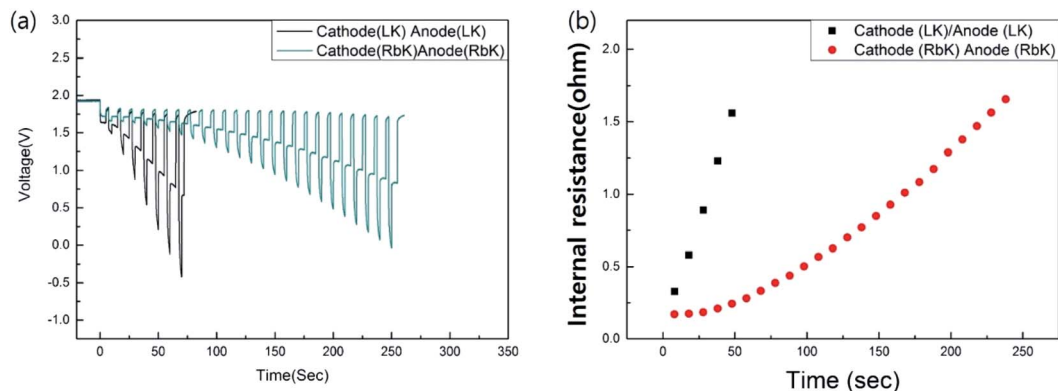 (a)
3.0
2.5
2.0
1.5
1.0
0.5
0.0
-0.5
-1.0
Voltage(V)
Cathode(LK) Anode(LK)
Cathode(RbK)Anode(RbK)
0 50 100 150 200 250 300 350
Time(Sec)
(b)
2.0
1.5
1.0
0.5
0.0
Internal resistance(ohm)
Cathode (LK)/Anode (LK)
Cathode (RbK) Anode (RbK)
0 50 100 150 200 250
Time (sec)